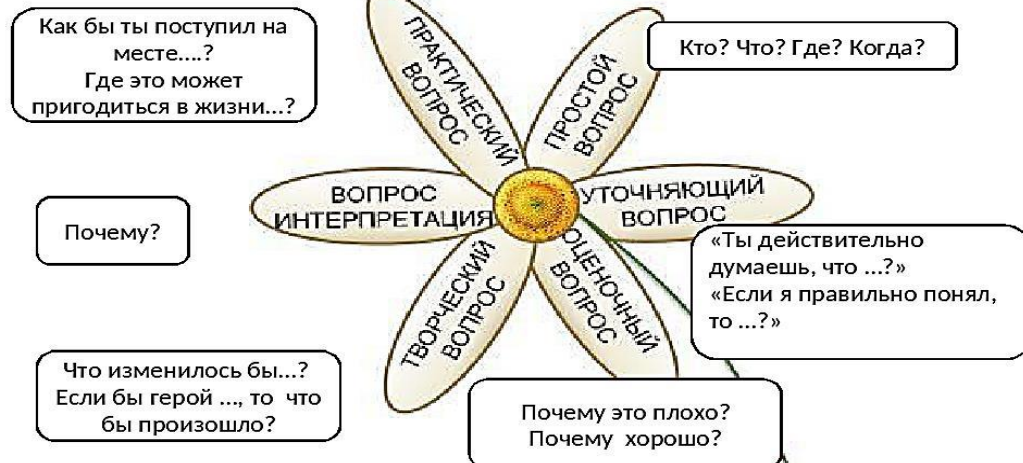 Как бы ты поступил на
месте….?
Где это может
пригодиться в жизни…?
ПРАКТИЧЕСКИЙ
ВОПРОС
ПРОСТОЙ
ВОПРОС
Кто? Что? Где? Когда?
Почему?
ВОПРОС
ИНТЕРПРЕТАЦИЯ
УТОЧНЯЮЩИЙ
ВОПРОС
«Ты действительно
думаешь, что …?»
«Если я правильно понял,
то …?»
ТВОРЧЕСКИЙ
ВОПРОС
ОЦЕНОЧНЫЙ
ВОПРОС
Что изменилось бы…?
Если бы герой …, то что
бы произошло?
Почему это плохо?
Почему хорошо?